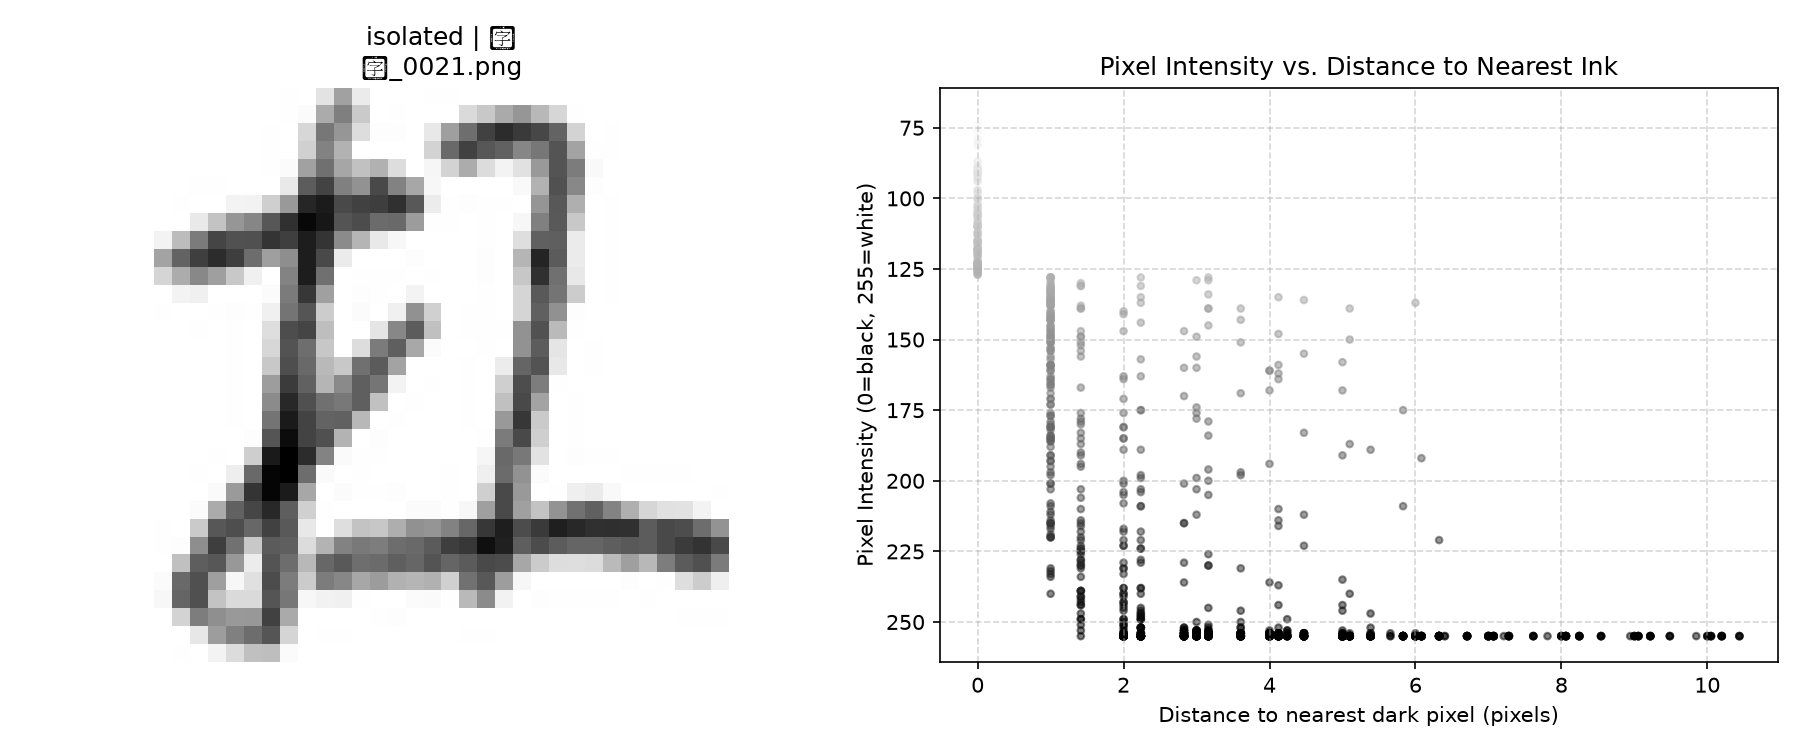 isolated |
_0021.png
Pixel Intensity vs. Distance to Nearest Ink
Pixel Intensity (0=black, 255=white)
75
100
125
150
175
200
225
250
0 2 4 6 8 10
Distance to nearest dark pixel (pixels)